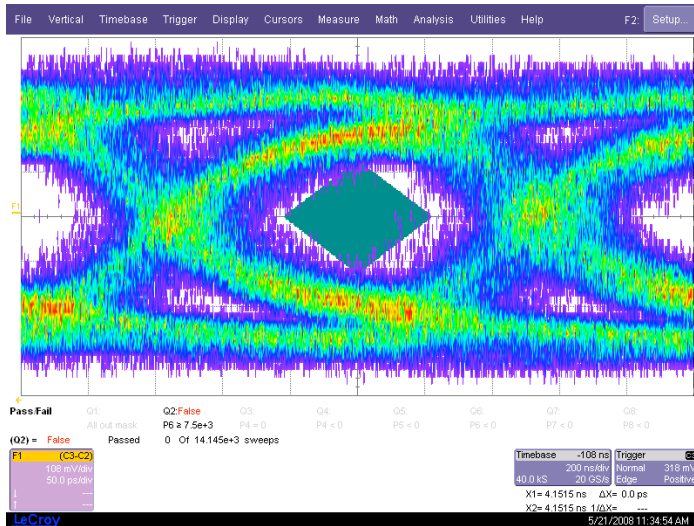 File Vertical Timebase Trigger Display Cursors Measure Math Analysis Utilities Help F2: Setup...
F1
Pass/Fail Q1: Q2:False Q3: Q4: Q5: Q6: Q7: Q8:
All out mask P6 ≥ 7.5e+3 P4 = 0 P4 < 0 P5 < 0 P6 < 0 P7 < 0 P8 < 0
(Q2) = False Passed 0 Of 14.145e+3 sweeps
F1 (C3-C2)
108 mV/div
50.0 ps/div
---
---
Timebase -108 ns
200 ns/div
40.0 kS 20 GS/s
Trigger C3
Normal 318 mV
Edge Positive
X1= 4.1515 ns ΔX= 0.0 ps
X2= 4.1515 ns 1/ΔX= ---
LeCroy 5/21/2008 11:34:54 AM